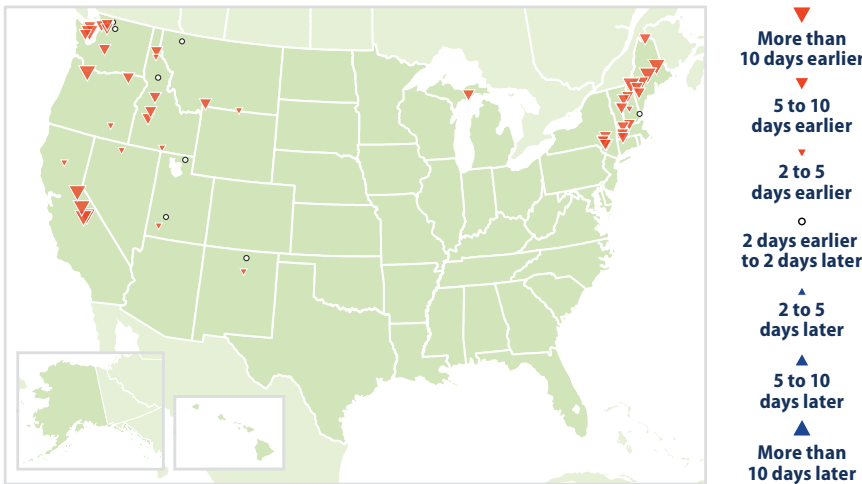 More than
10 days earlier
5 to 10
days earlier
2 to 5
days earlier
2 days earlier
to 2 days later
2 to 5
days later
5 to 10
days later
More than
10 days later